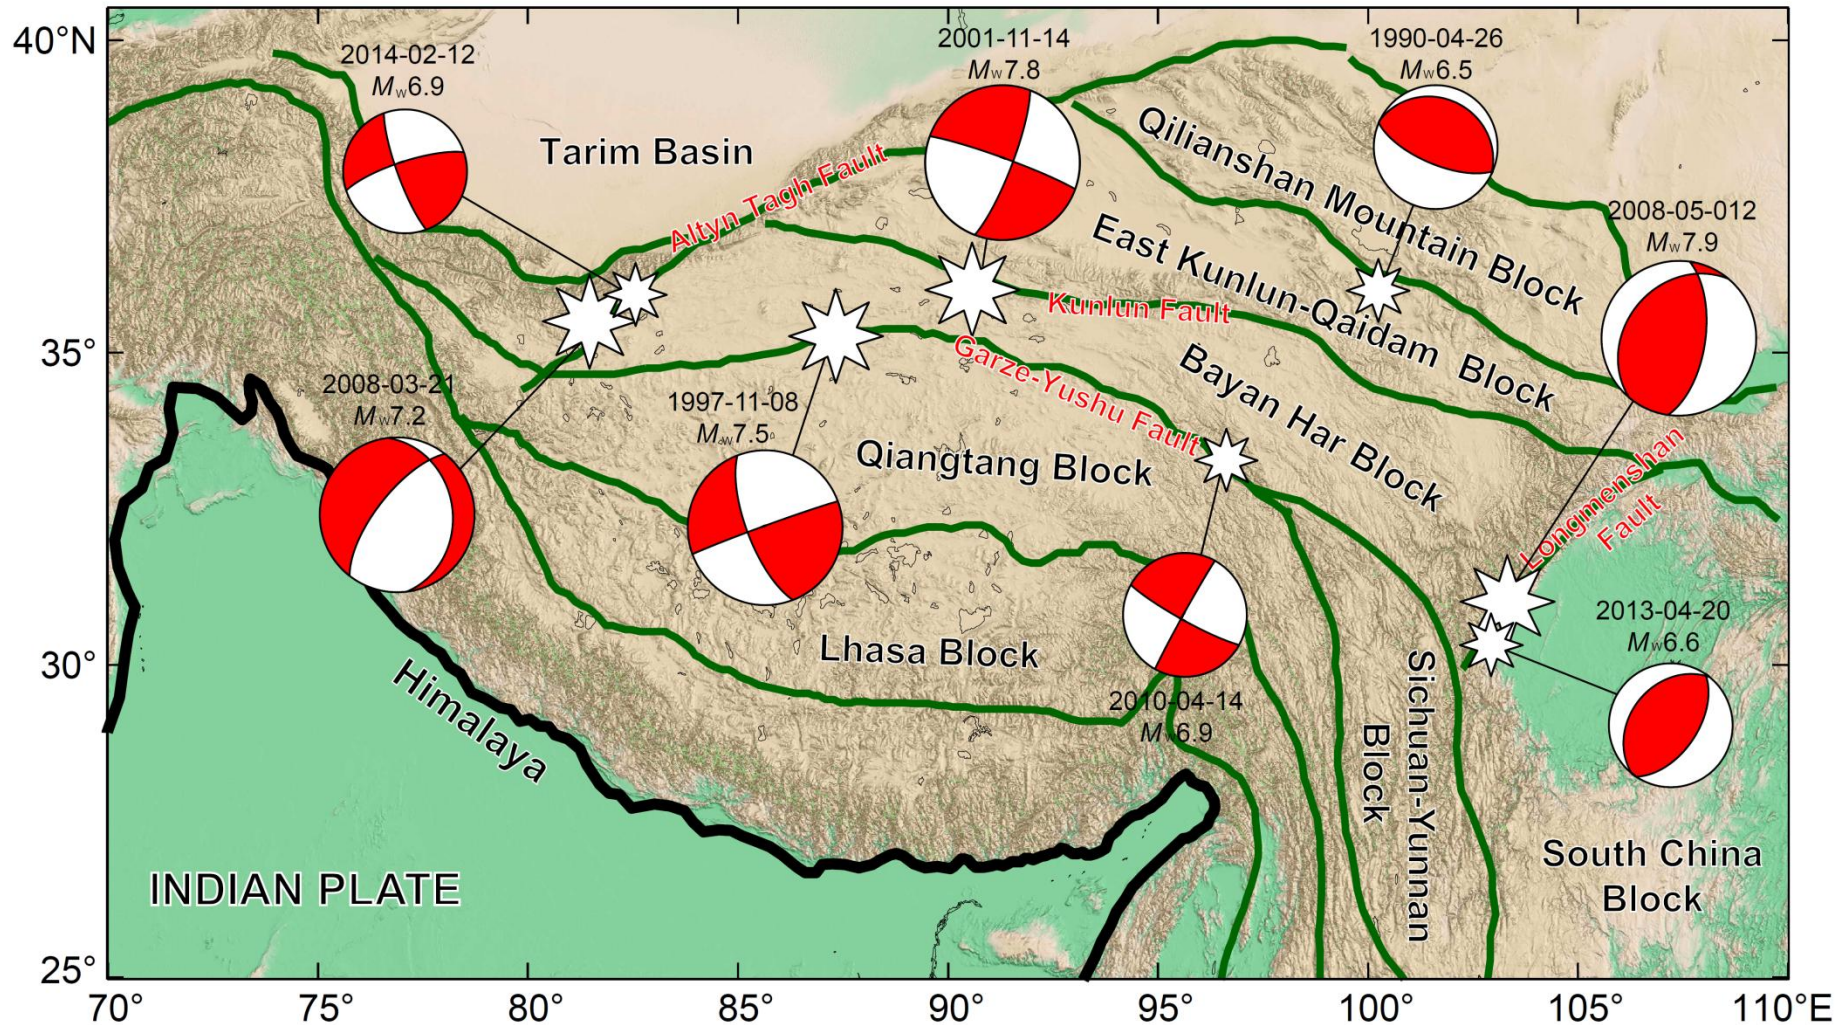 40°N
35°
30°
25°
70°
75°
80°
85°
90°
95°
100°
105°
110°E
2014-02-12
Mw6.9
2001-11-14
Mw7.8
1990-04-26
Mw6.5
Tarim Basin
Altyn Tagh Fault
Qilianshan Mountain Block
2008-05-012
Mw7.9
East Kunlun-Qaidam Block
Kunlun Fault
Garze-Yushu Fault
Bayan Har Block
2008-03-21
Mw7.2
1997-11-08
Mw7.5
Qiangtang Block
Longmenshan
Fault
Lhasa Block
2013-04-20
Mw6.6
Himalaya
2010-04-14
Mw6.9
Sichuan-Yunnan
Block
INDIAN PLATE
South China
Block